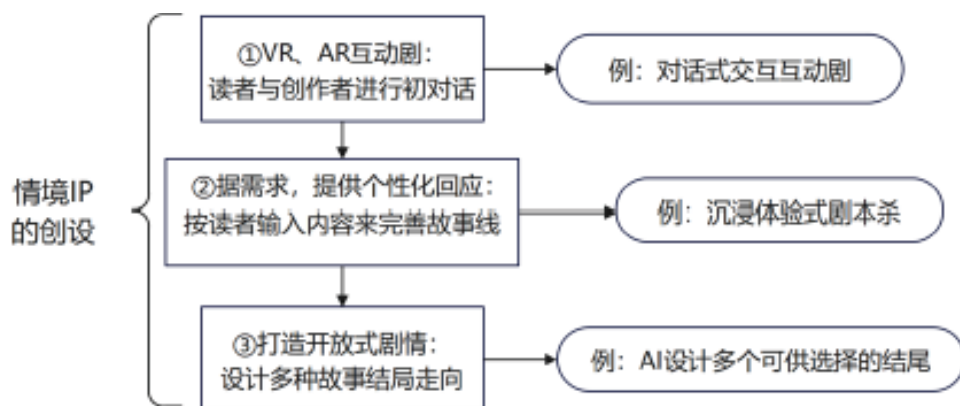 情境IP
的创设
①VR、AR互动剧：
读者与创作者进行初对话
例：对话式交互互动剧
②据需求，提供个性化回应：
按读者输入内容来完善故事线
例：沉浸体验式剧本杀
③打造开放式剧情：
设计多种故事结局走向
例：AI设计多个可供选择的结尾